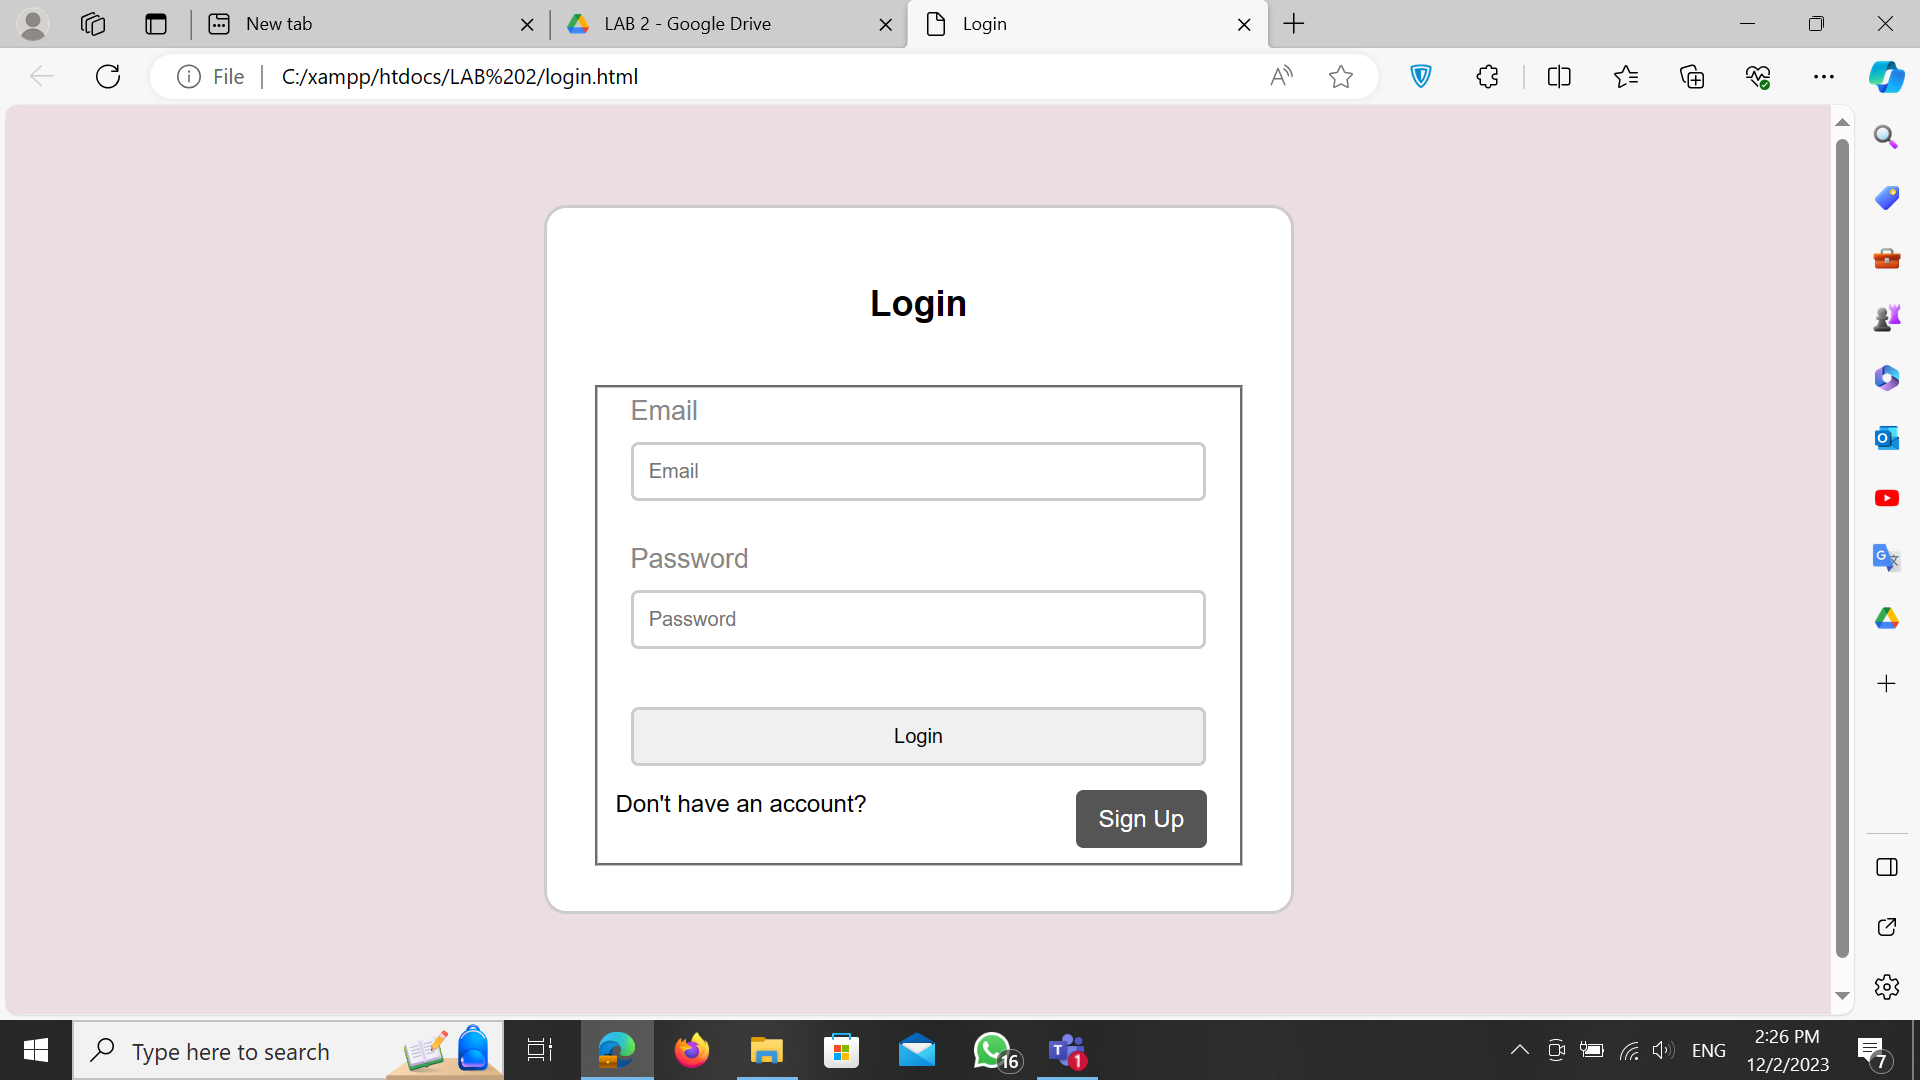 New tab
LAB 2 - Google Drive
Login
File
C:/xampp/htdocs/LAB%202/login.html
Login
Email
Email
Password
Password
Login
Don't have an account?
Sign Up
Type here to search
16
1
ENG
2:26 PM
12/2/2023
7